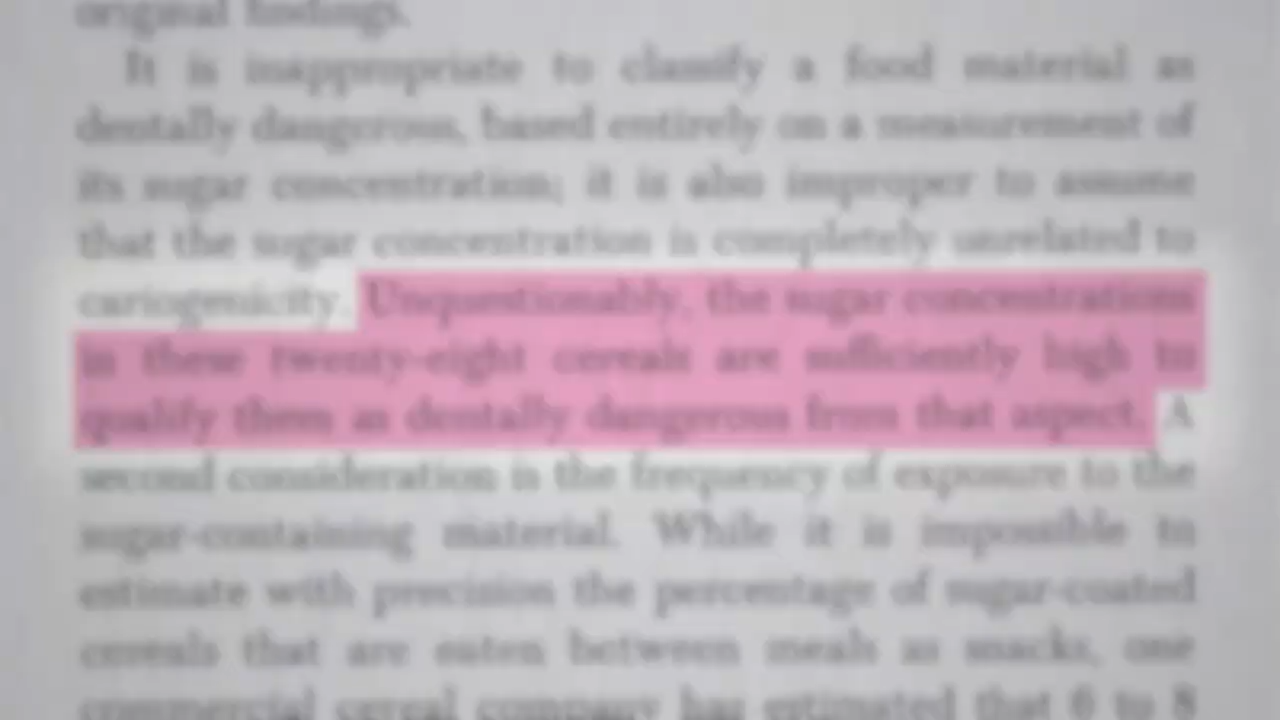 original findings.
It is inappropriate to classify a food material as
dentally dangerous, based entirely on a measurement of
its sugar concentration; it is also improper to assume
that the sugar concentration is completely unrelated to
cariogenicity. Unquestionably, the sugar concentrations
in these twenty-eight cereals are sufficiently high to
qualify them as dentally dangerous from that aspect. A
second consideration is the frequency of exposure to the
sugar-containing material. While it is impossible to
estimate with precision the percentage of sugar-coated
cereals that are eaten between meals as snacks, one
commercial cereal company has estimated that 6 to 8